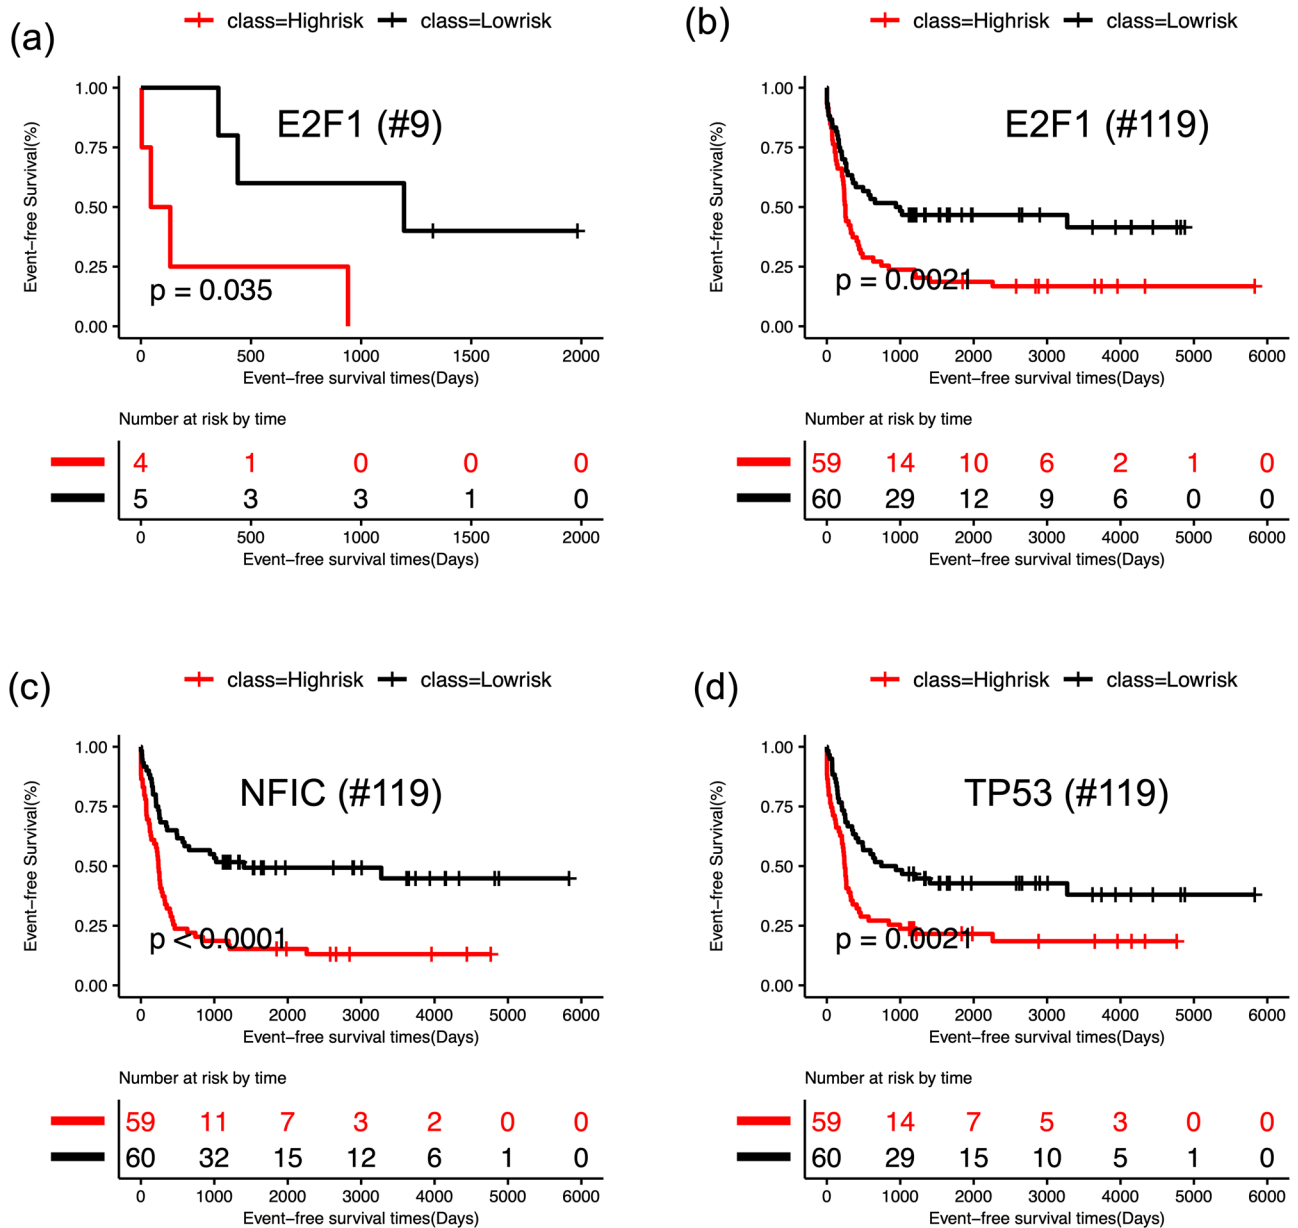 (a)
class=Highrisk class=Lowrisk
E2F1 (#9)
Event-free Survival(%)
1.00
0.75
0.50
0.25
0.00
p = 0.035
0 500 1000 1500 2000
Event-free survival times(Days)
Number at risk by time
4 1 0 0 0
5 3 3 1 0
0 500 1000 1500 2000
Event-free survival times(Days)
(b)
class=Highrisk class=Lowrisk
E2F1 (#119)
Event-free Survival(%)
1.00
0.75
0.50
0.25
0.00
p = 0.0021
0 1000 2000 3000 4000 5000 6000
Event-free survival times(Days)
Number at risk by time
59 14 10 6 2 1 0
60 29 12 9 6 0 0
0 1000 2000 3000 4000 5000 6000
Event-free survival times(Days)
(c)
class=Highrisk class=Lowrisk
NFIC (#119)
Event-free Survival(%)
1.00
0.75
0.50
0.25
0.00
p < 0.0001
0 1000 2000 3000 4000 5000 6000
Event-free survival times(Days)
Number at risk by time
59 11 7 3 2 0 0
60 32 15 12 6 1 0
0 1000 2000 3000 4000 5000 6000
Event-free survival times(Days)
(d)
class=Highrisk class=Lowrisk
TP53 (#119)
Event-free Survival(%)
1.00
0.75
0.50
0.25
0.00
p = 0.0021
0 1000 2000 3000 4000 5000 6000
Event-free survival times(Days)
Number at risk by time
59 14 7 5 3 0 0
60 29 15 10 5 1 0
0 1000 2000 3000 4000 5000 6000
Event-free survival times(Days)